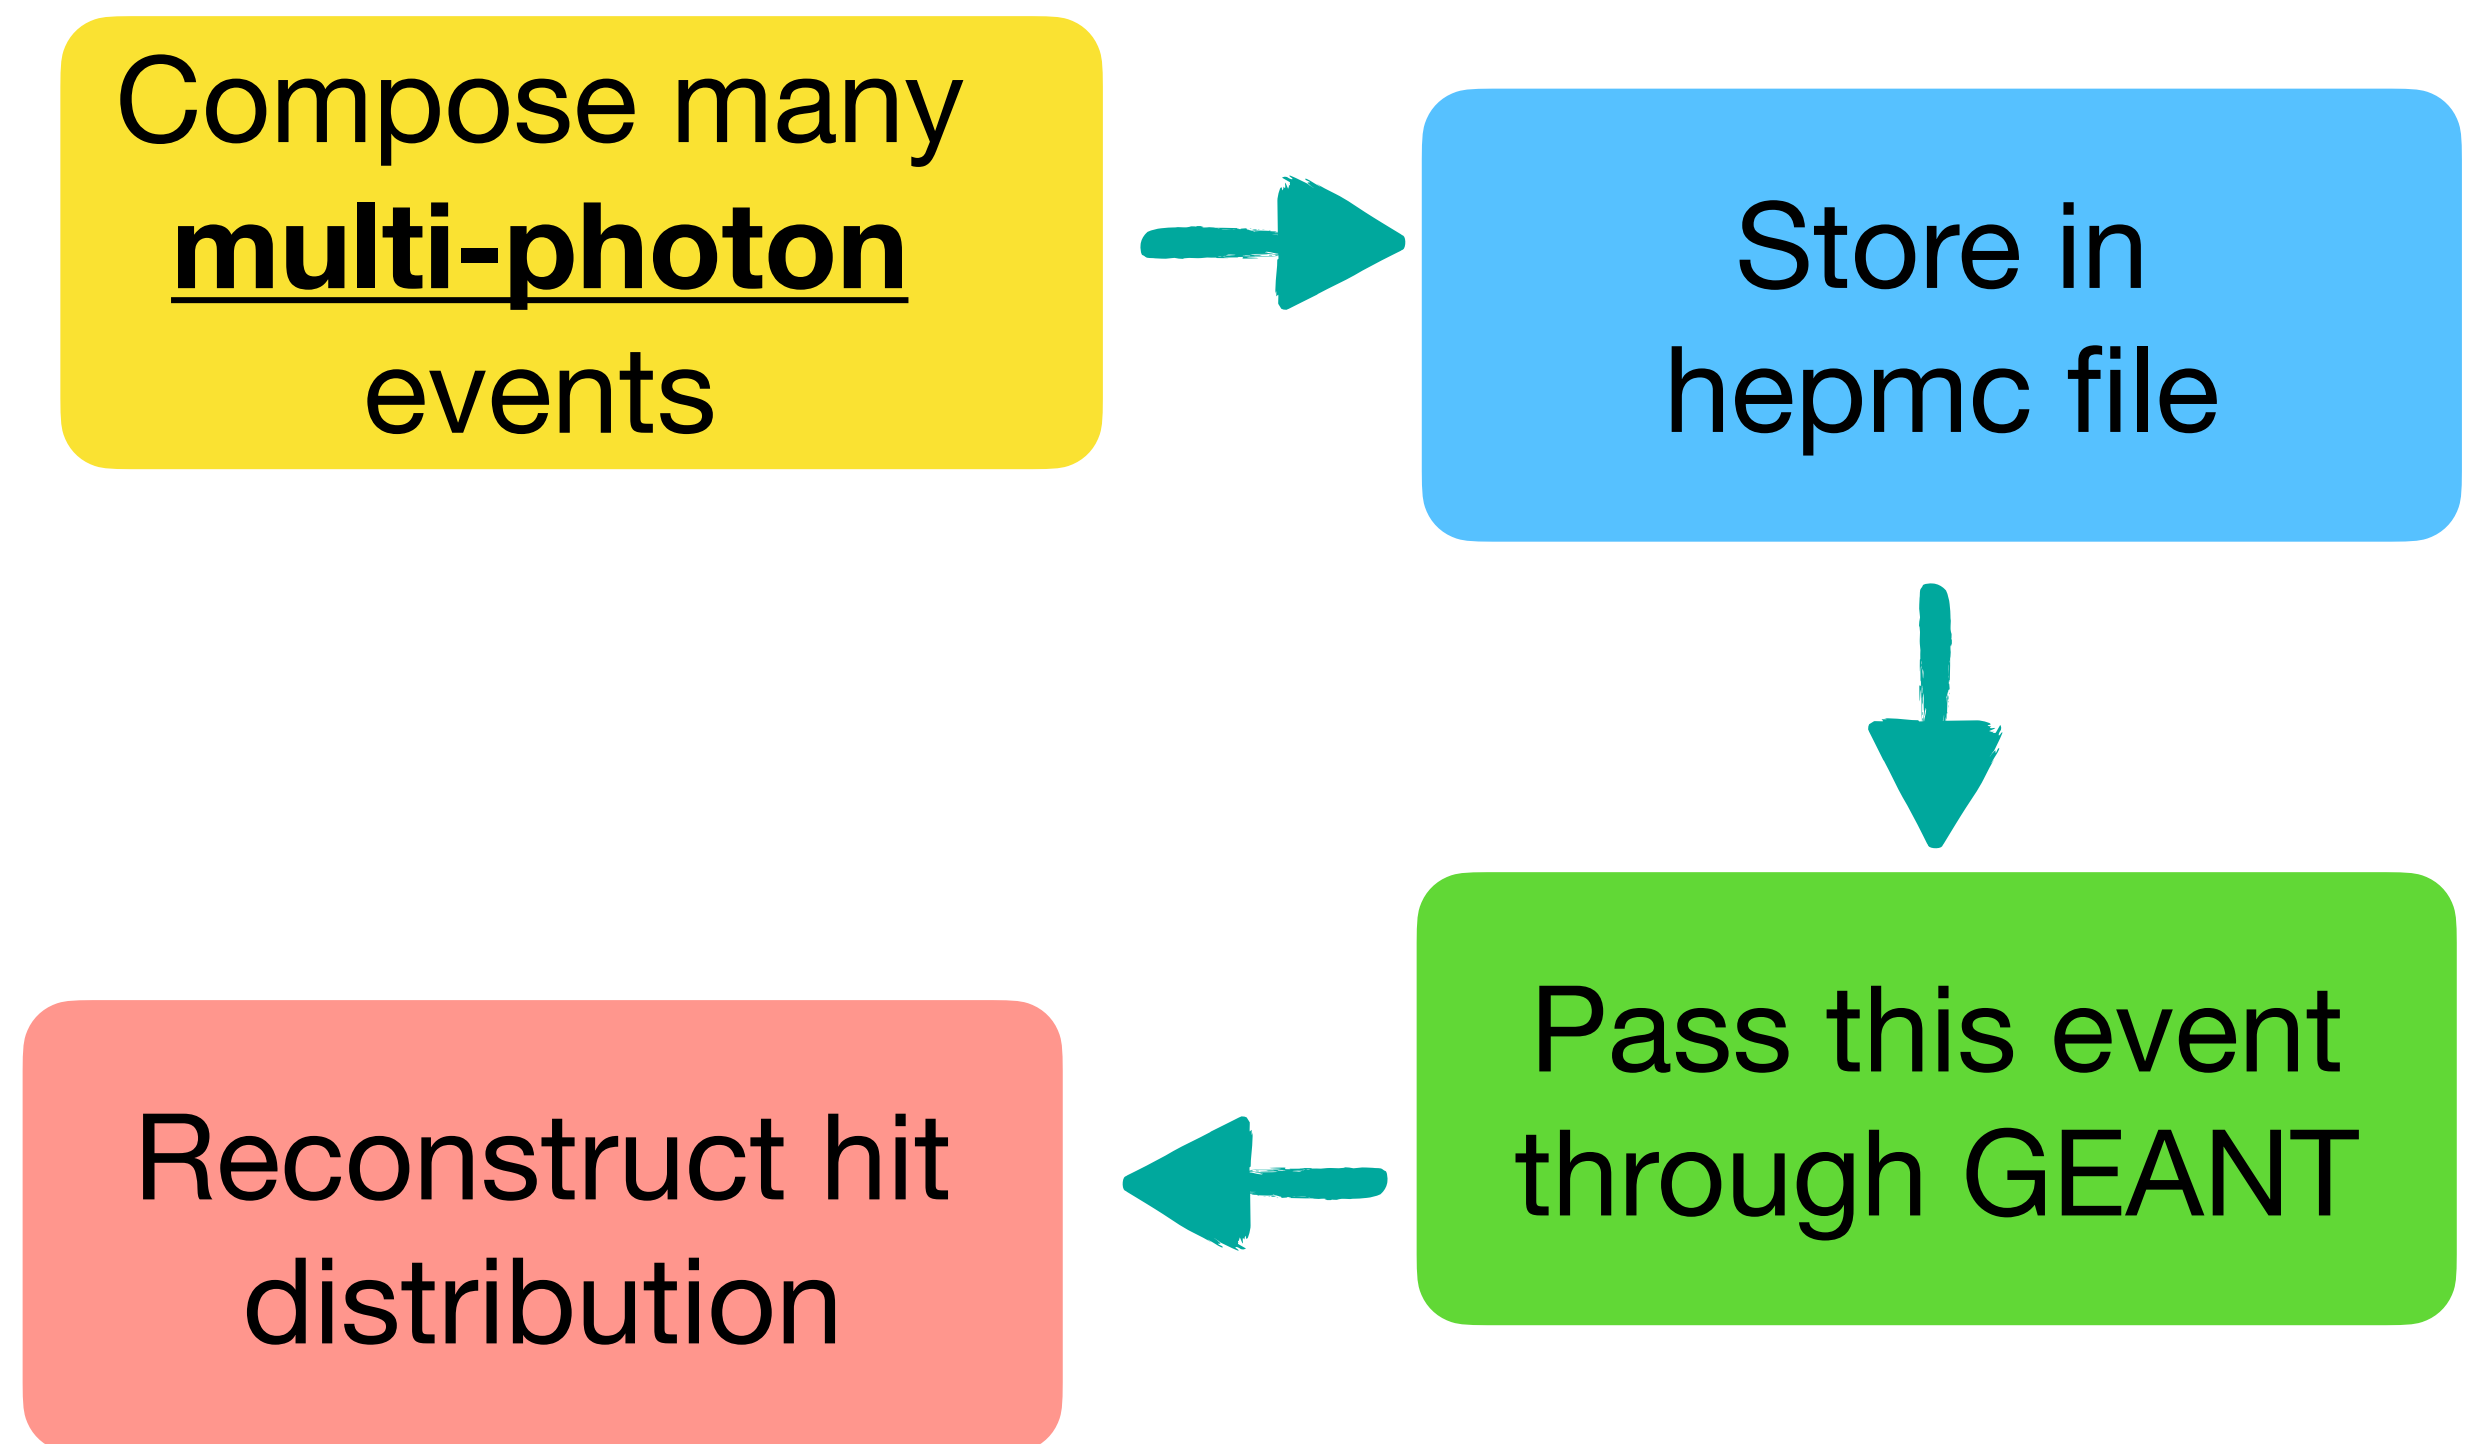 Compose many
multi-photon
events
Store in
hepmc file
Pass this event
through GEANT
Reconstruct hit
distribution